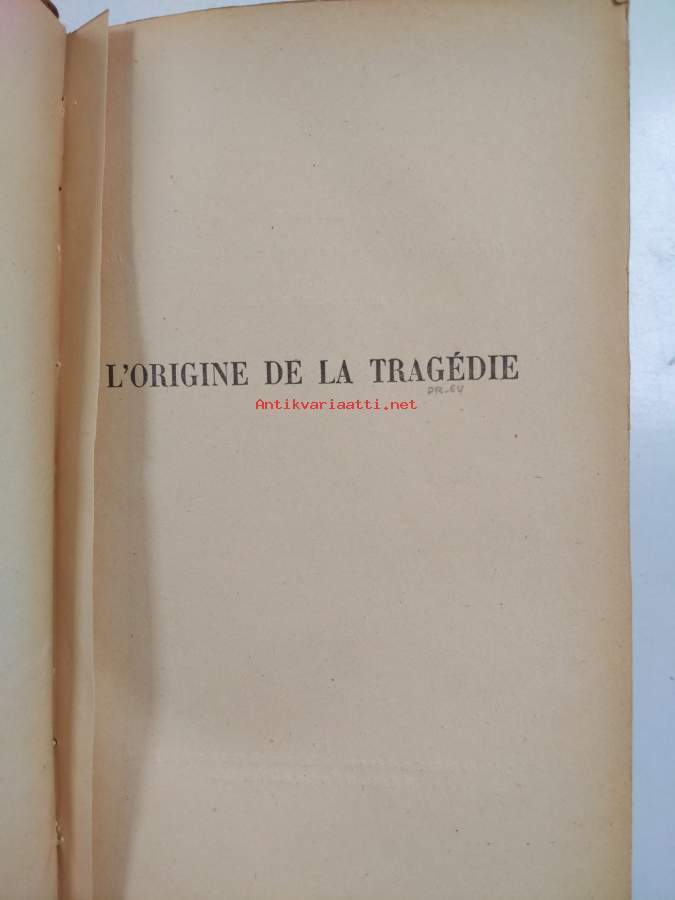 L'ORIGINE DE LA TRAGÉDIE
Antikvariaatti.net